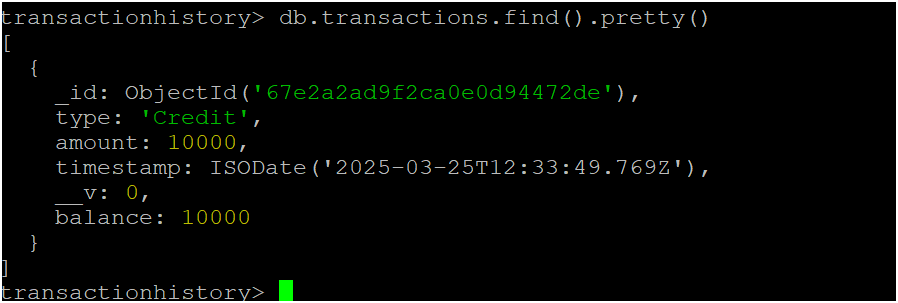 transactionhistory> db.transactions.find().pretty()
[
  {
    _id: ObjectId('67e2a2ad9f2ca0e0d94472de'),
    type: 'Credit',
    amount: 10000,
    timestamp: ISODate('2025-03-25T12:33:49.769Z'),
    __v: 0,
    balance: 10000
  }
]
transactionhistory>